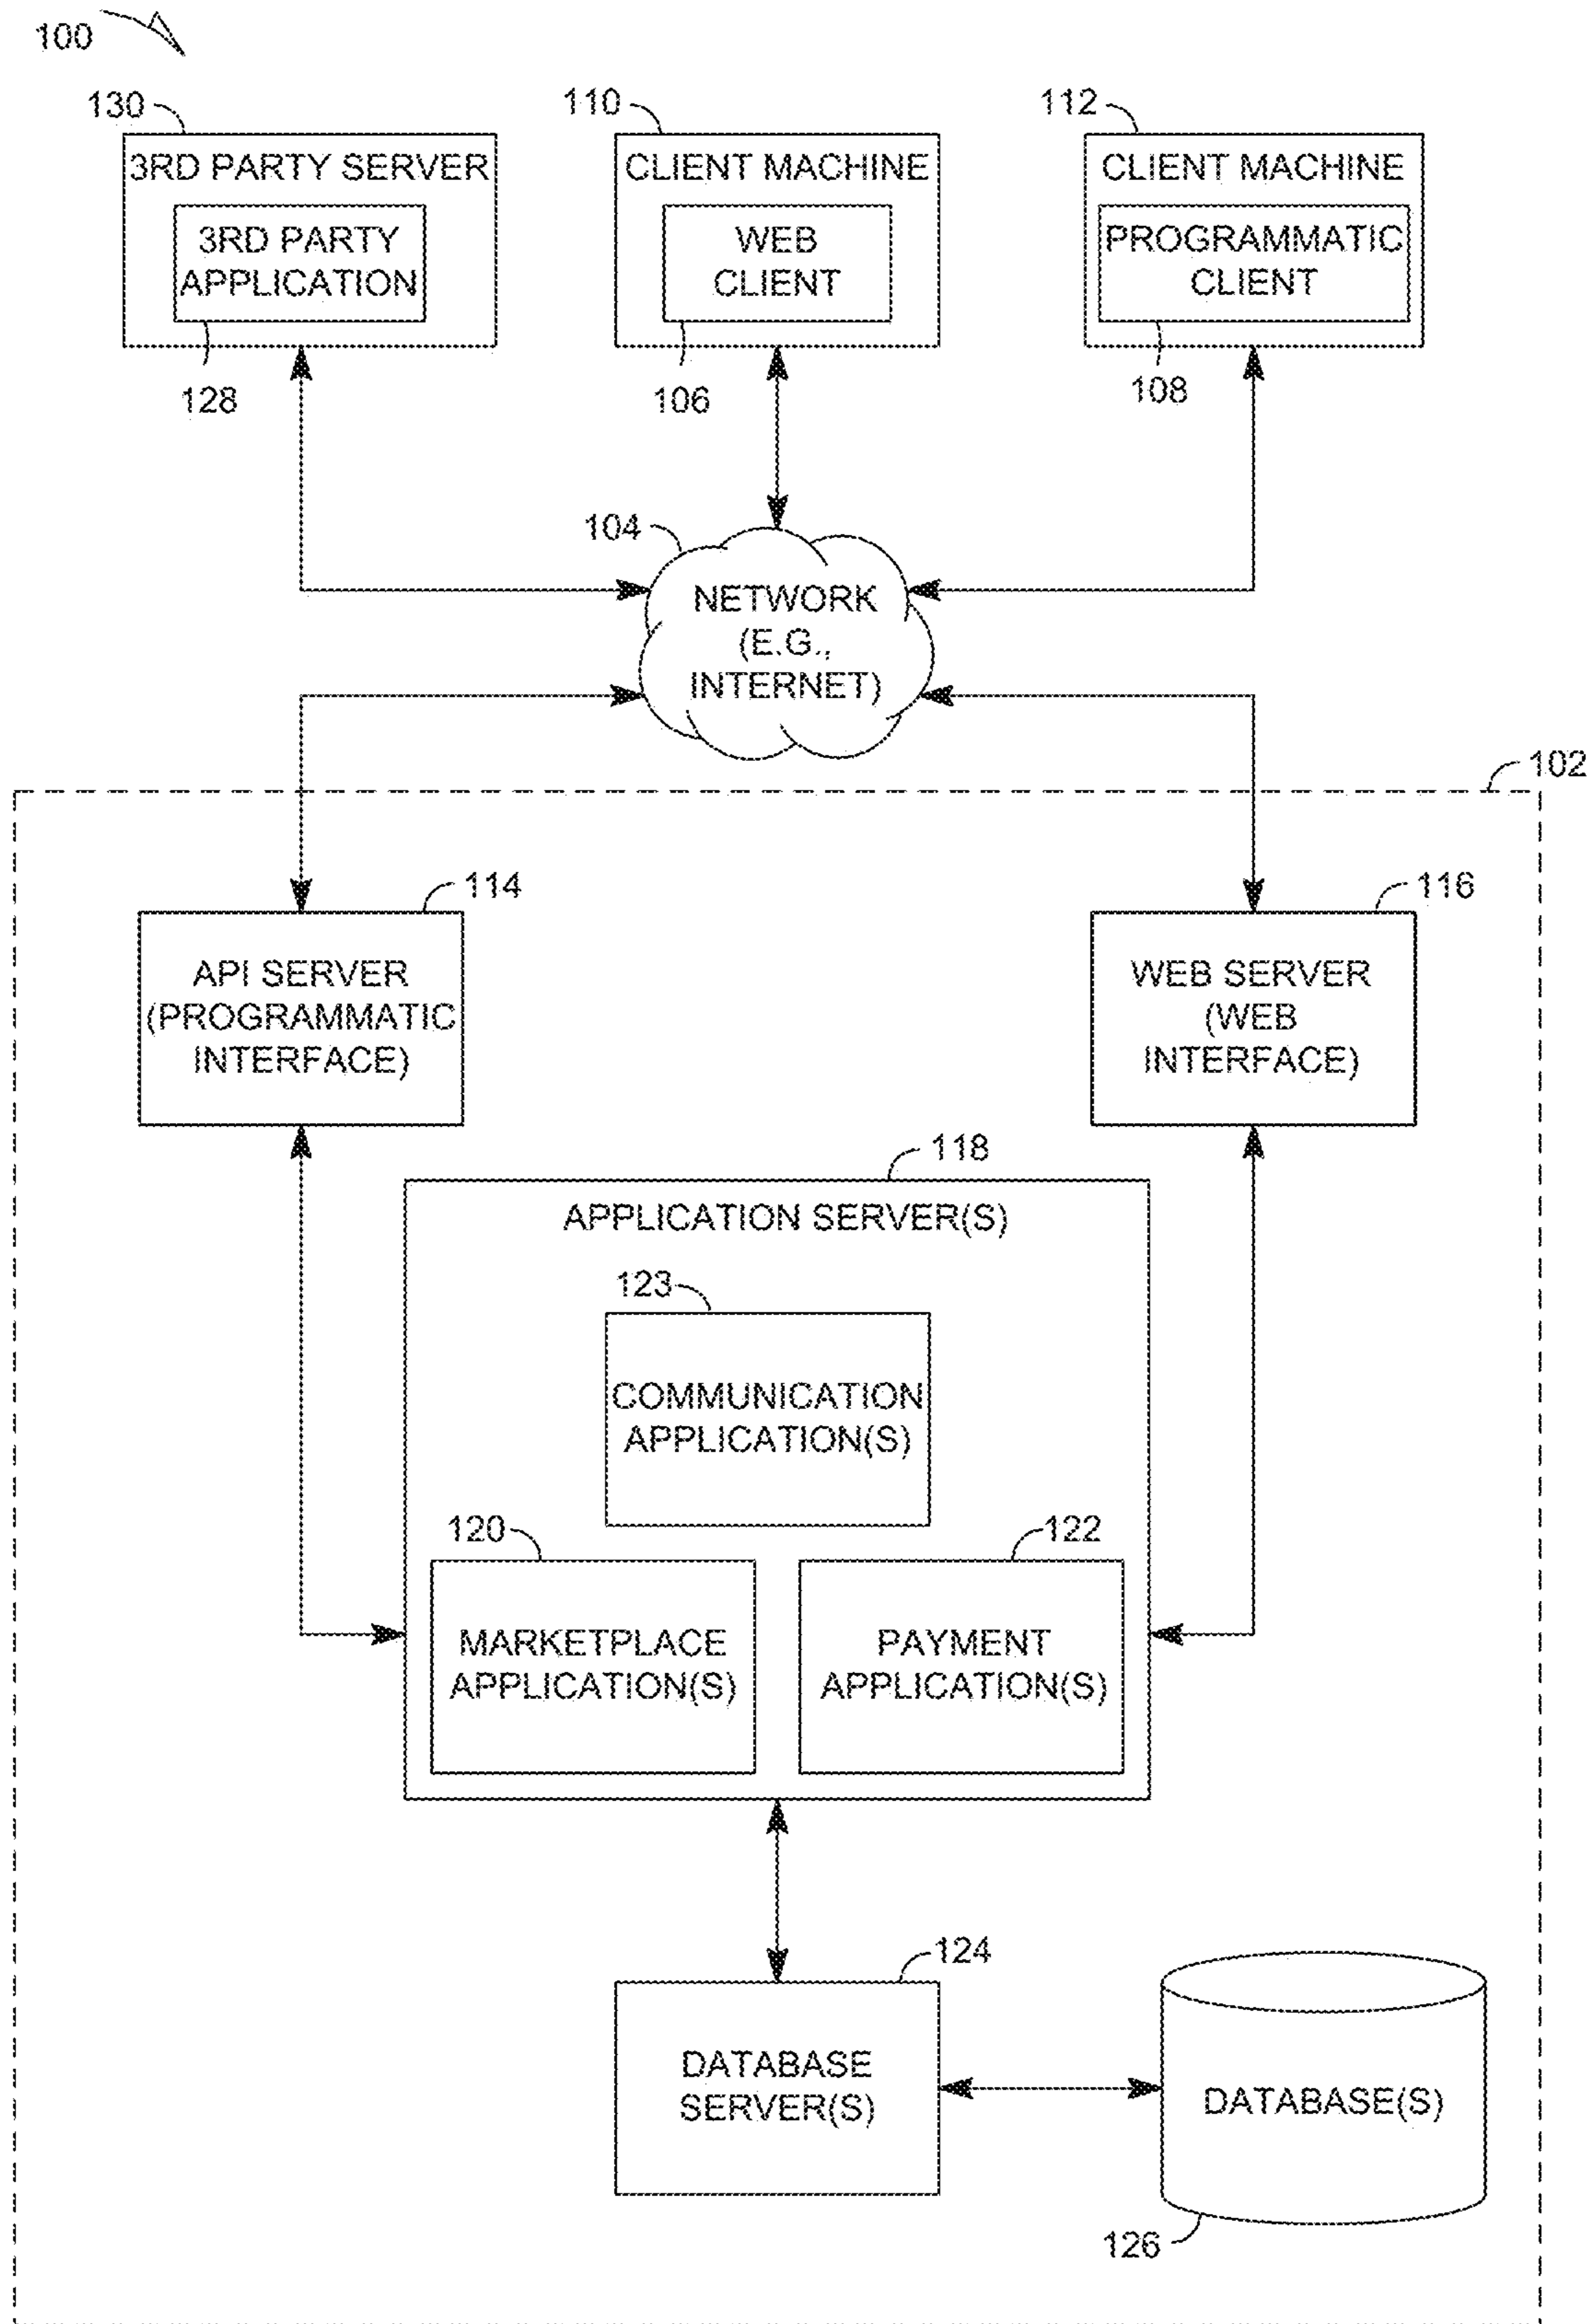 100
130
110
112
3RD PARTY SERVER
CLIENT MACHINE
CLIENT MACHINE
3RD PARTY
APPLICATION
WEB
CLIENT
PROGRAMMATIC
CLIENT
128
106
108
104
NETWORK
(E.G.,
INTERNET)
102
114
116
API SERVER
(PROGRAMMATIC
INTERFACE)
WEB SERVER
(WEB
INTERFACE)
118
APPLICATION SERVER(S)
123
COMMUNICATION
APPLICATION(S)
120
122
MARKETPLACE
APPLICATION(S)
PAYMENT
APPLICATION(S)
124
DATABASE
SERVER(S)
DATABASE(S)
126